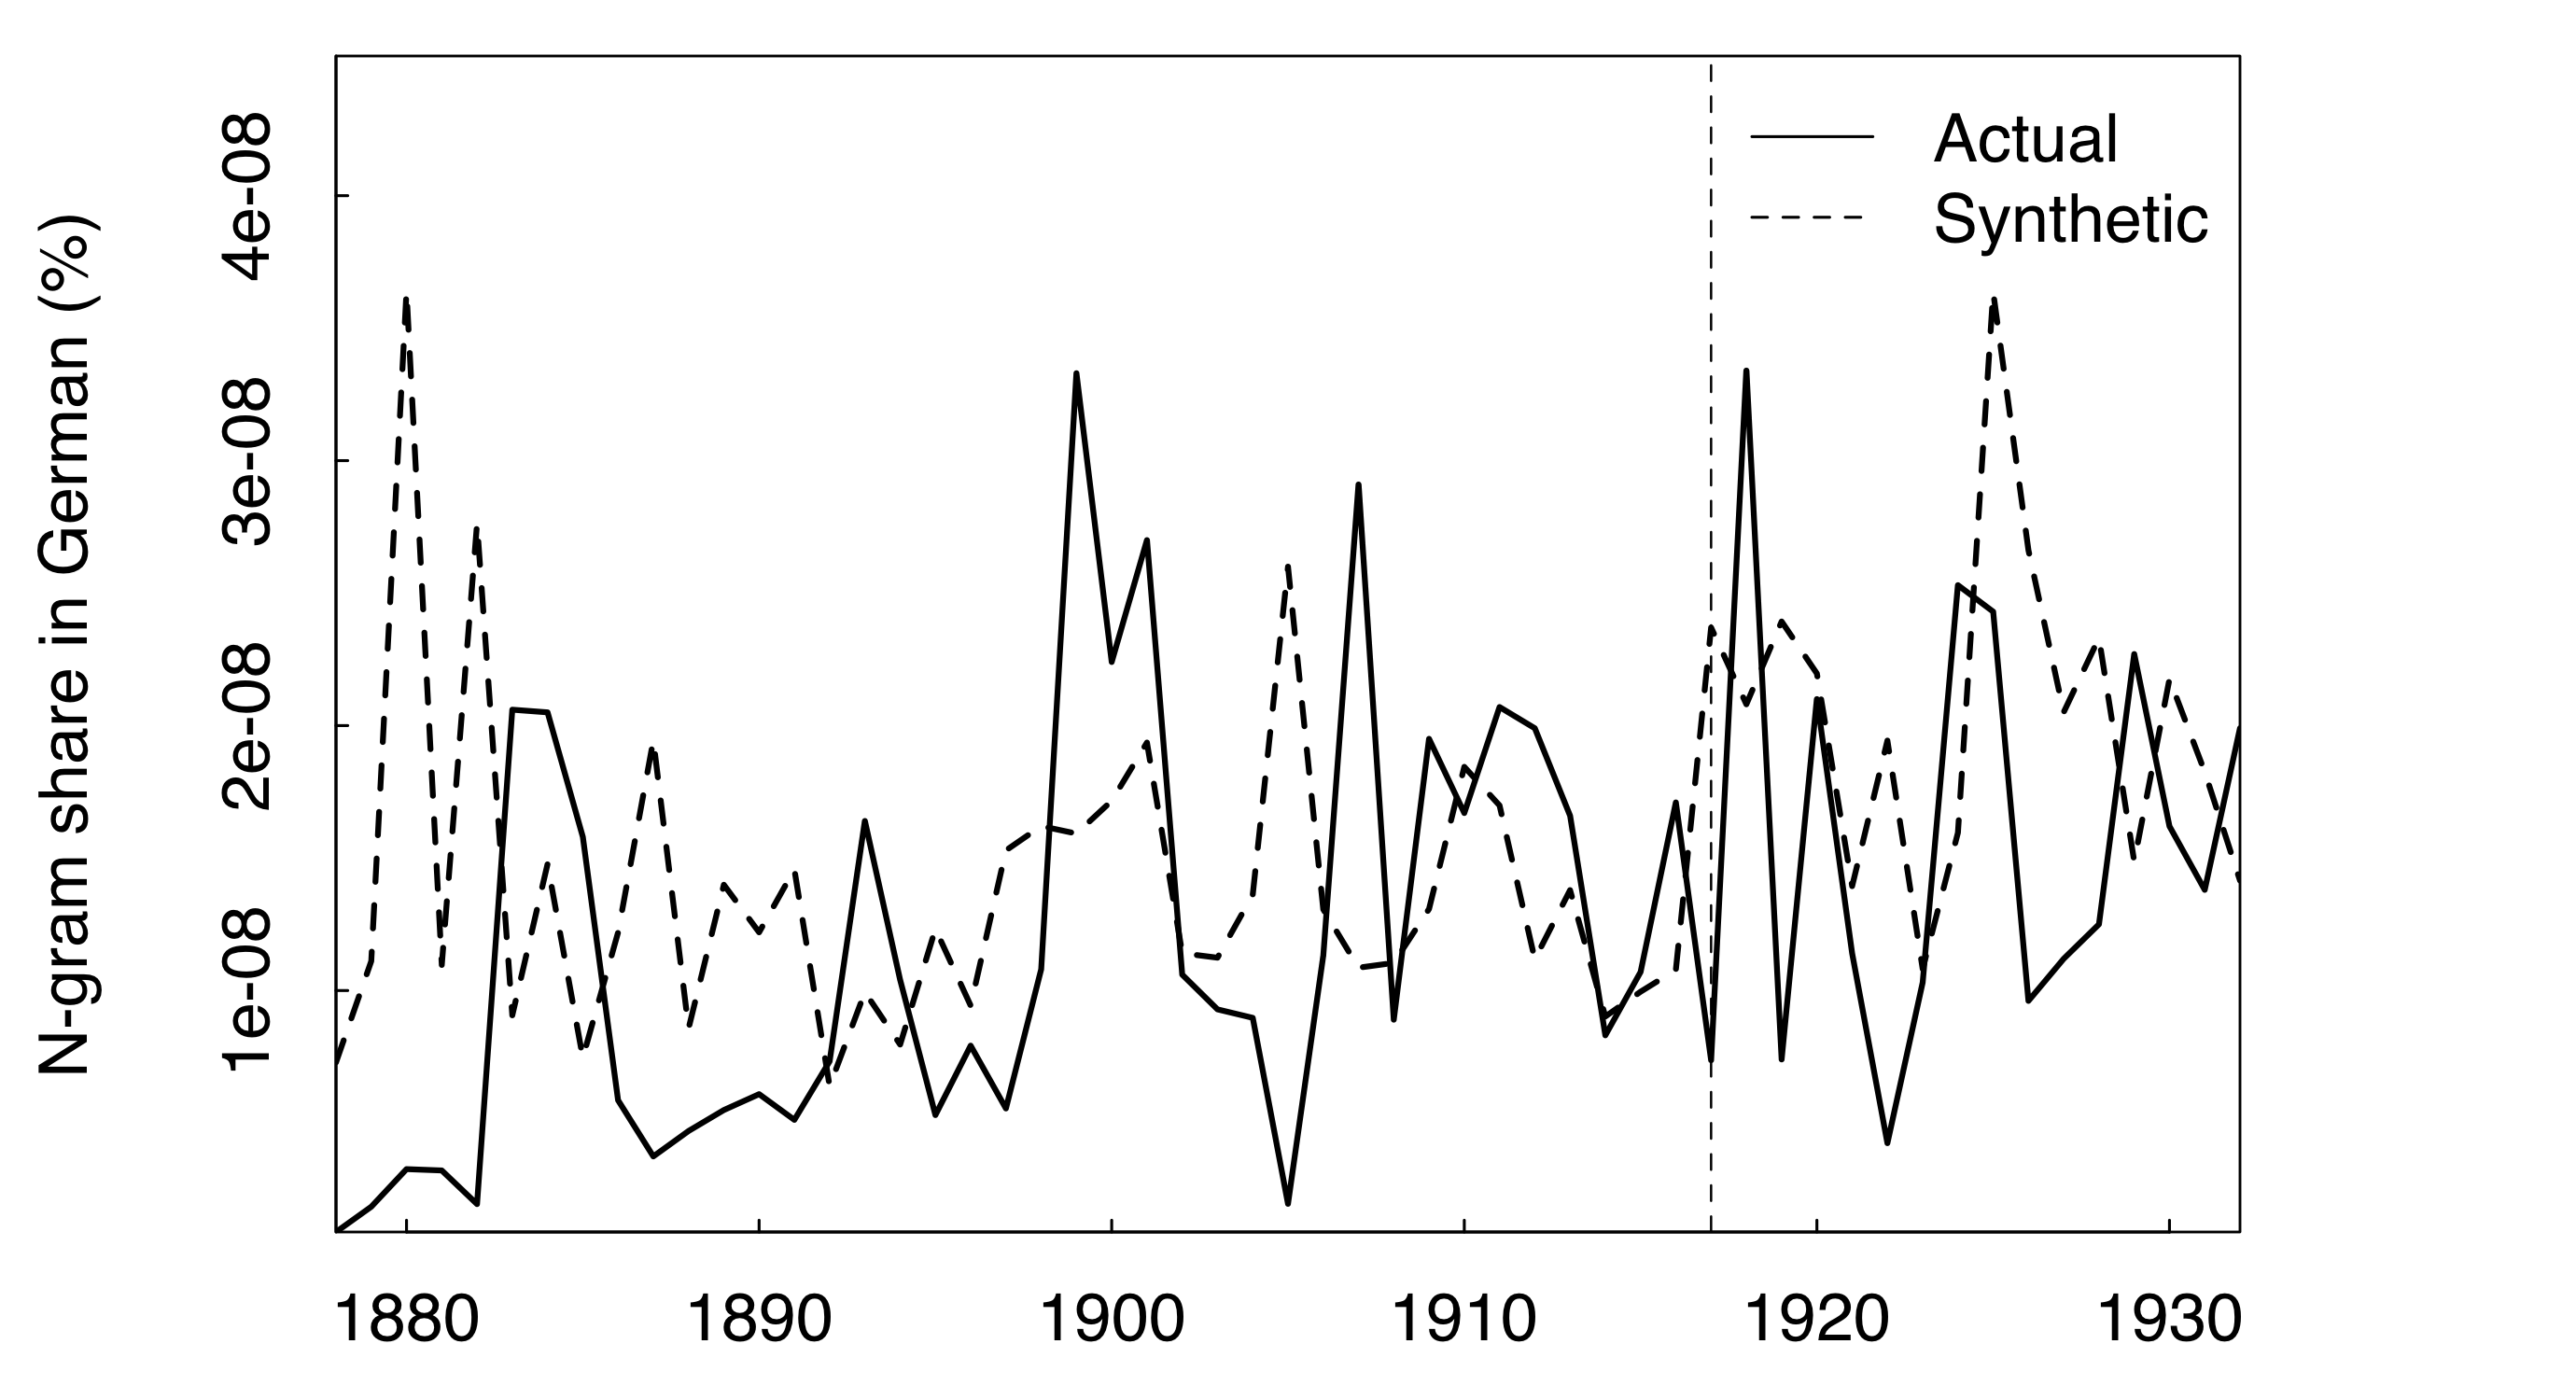 N-gram share in German (%)
4e-08
3e-08
2e-08
1e-08
Actual
Synthetic
1880 1890 1900 1910 1920 1930